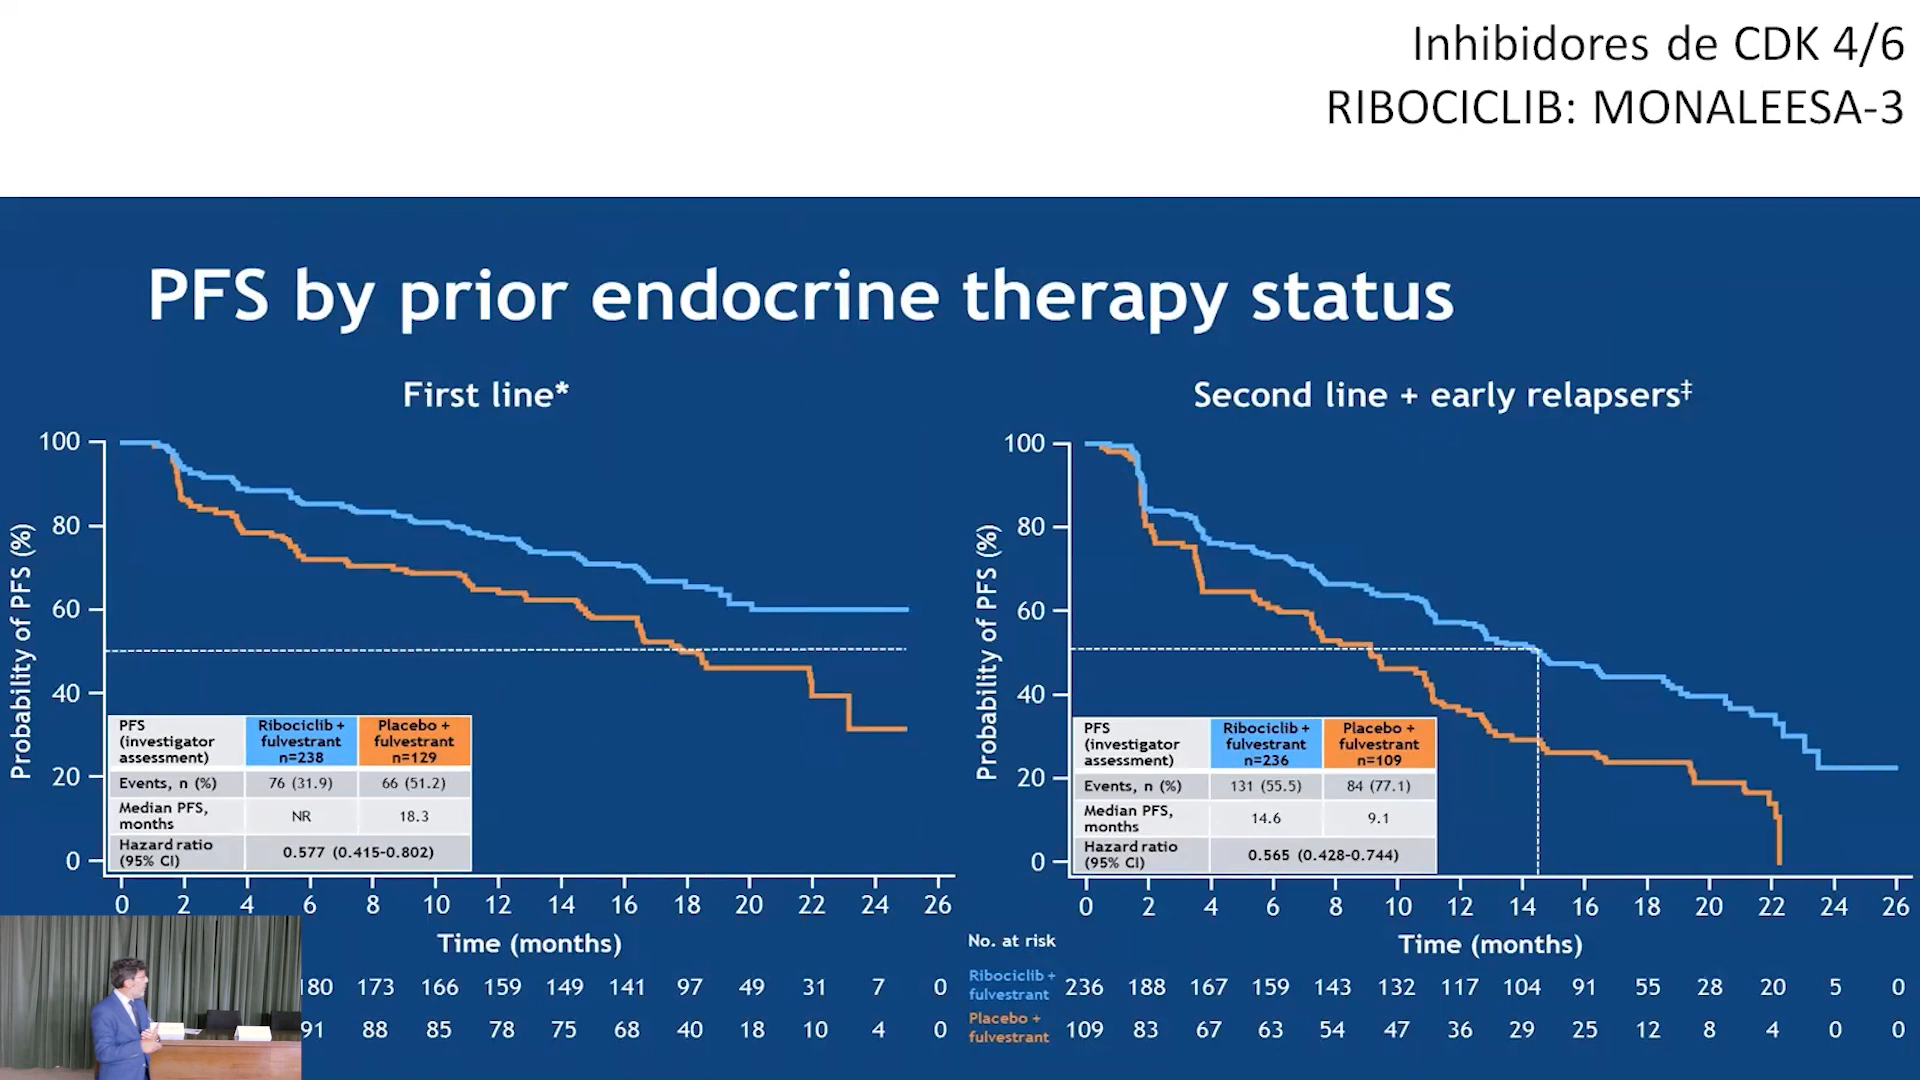 Inhibidores de CDK 4/6
RIBOCICLIB: MONALEESA-3
PFS by prior endocrine therapy status
First line*
Probability of PFS (%)
100
80
60
40
20
0
PFS (investigator assessment) Ribociclib + fulvestrant n=238 Placebo + fulvestrant n=129
Events, n (%) 76 (31.9) 66 (51.2)
Median PFS, months NR 18.3
Hazard ratio (95% CI) 0.577 (0.415-0.802)
0 2 4 6 8 10 12 14 16 18 20 22 24 26
Time (months)
180 173 166 159 149 141 97 49 31 7 0
91 88 85 78 75 68 40 18 10 4 0
Second line + early relapsers‡
Probability of PFS (%)
100
80
60
40
20
0
PFS (investigator assessment) Ribociclib + fulvestrant n=236 Placebo + fulvestrant n=109
Events, n (%) 131 (55.5) 84 (77.1)
Median PFS, months 14.6 9.1
Hazard ratio (95% CI) 0.565 (0.428-0.744)
0 2 4 6 8 10 12 14 16 18 20 22 24 26
Time (months)
No. at risk
Ribociclib + fulvestrant 236 188 167 159 143 132 117 104 91 55 28 20 5 0
Placebo + fulvestrant 109 83 67 63 54 47 36 29 25 12 8 4 0 0